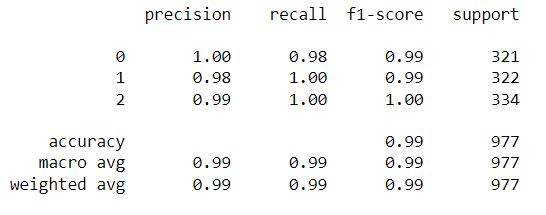 precision recall f1-score support
0 1.00 0.98 0.99 321
1 0.98 1.00 0.99 322
2 0.99 1.00 1.00 334
accuracy 0.99 977
macro avg 0.99 0.99 0.99 977
weighted avg 0.99 0.99 0.99 977